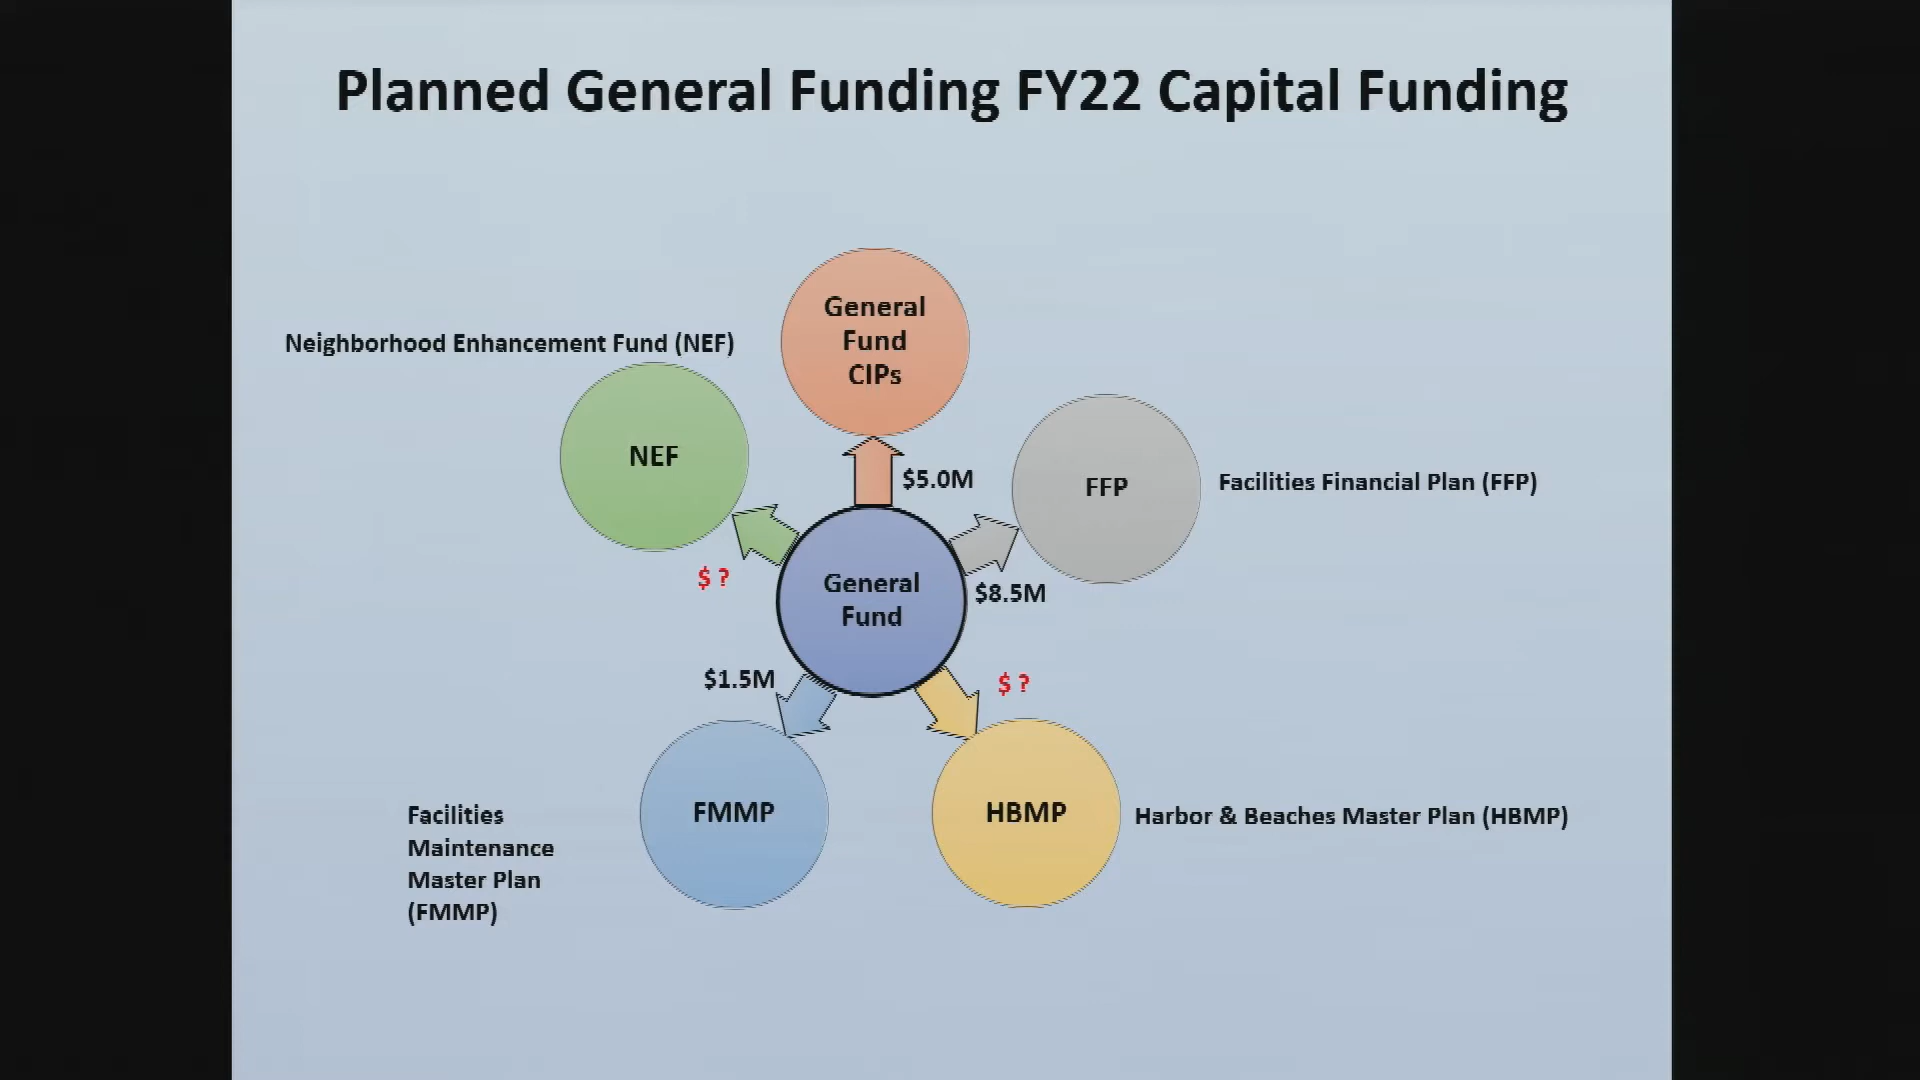 Planned General Funding FY22 Capital Funding
General
Fund
CIPs
Neighborhood Enhancement Fund (NEF)
NEF
$5.0M
FFP
Facilities Financial Plan (FFP)
$ ?
General
Fund
$8.5M
$1.5M
$ ?
FMMP
HBMP
Facilities
Maintenance
Master Plan
(FMMP)
Harbor & Beaches Master Plan (HBMP)